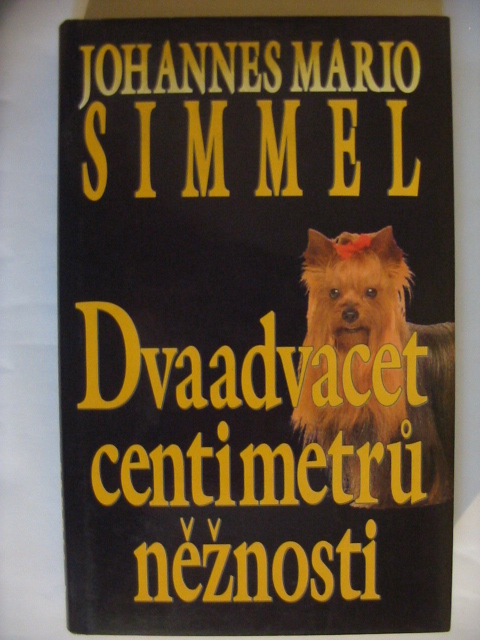 JOHANNES MARIO
SIMMEL
Dvaadvacet
centimetrů
něžnosti